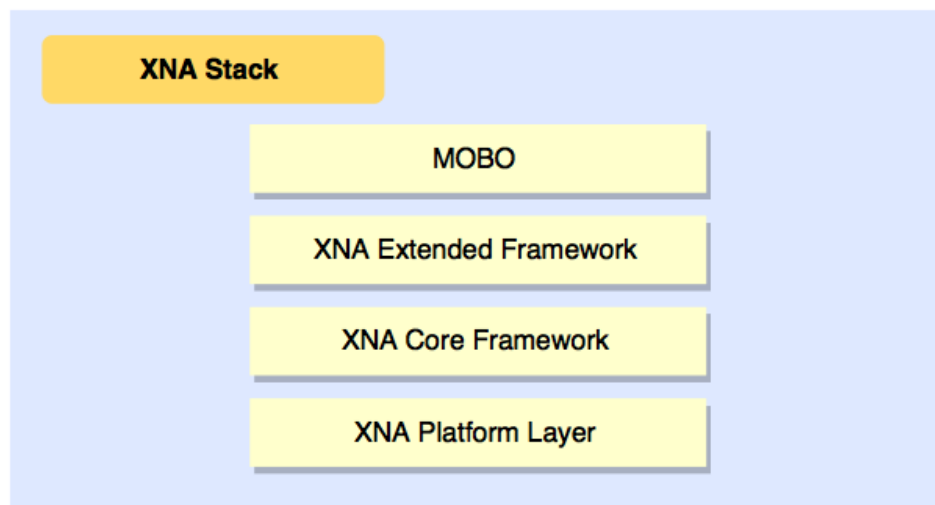 XNA Stack
MOBO
XNA Extended Framework
XNA Core Framework
XNA Platform Layer